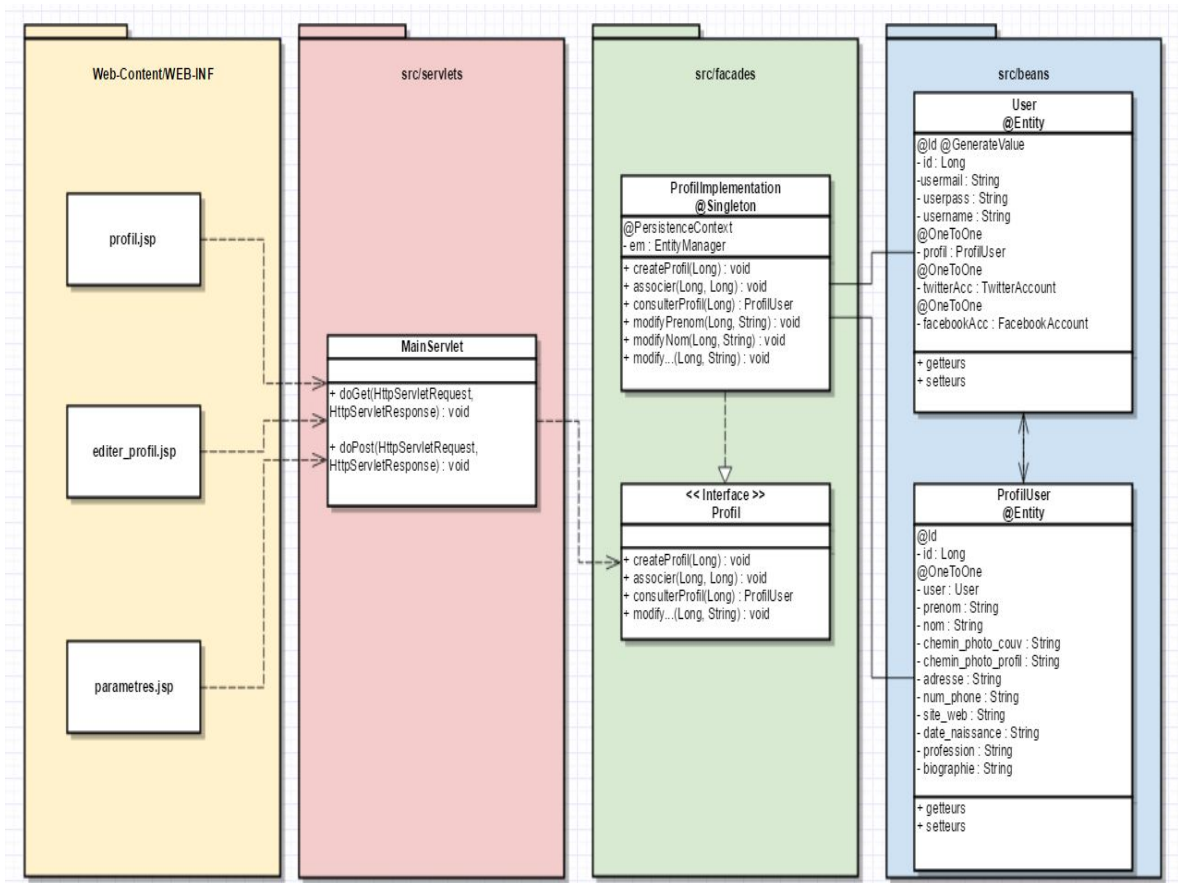 Web-Content/WEB-INF
profil.jsp
editer_profil.jsp
parametres.jsp
src/servlets
MainServlet
+ doGet(HttpServletRequest,
HttpServletResponse) : void
+ doPost(HttpServletRequest,
HttpServletResponse) : void
src/facades
ProfilImplementation
@Singleton
@PersistenceContext
- em : EntityManager
+ createProfil(Long) : void
+ associer(Long, Long) : void
+ consulterProfil(Long) : ProfilUser
+ modifyPrenom(Long, String) : void
+ modifyNom(Long, String) : void
+ modify...(Long, String) : void
<< Interface >>
Profil
+ createProfil(Long) : void
+ associer(Long, Long) : void
+ consulterProfil(Long) : ProfilUser
+ modify...(Long, String) : void
src/beans
User
@Entity
@Id @GenerateValue
- id : Long
-usermail : String
- userpass : String
- username : String
@OneToOne
- profil : ProfilUser
@OneToOne
- twitterAcc : TwitterAccount
@OneToOne
- facebookAcc : FacebookAccount
+ getteurs
+ setteurs
ProfilUser
@Entity
@Id
- id : Long
@OneToOne
- user : User
- prenom : String
- nom : String
- chemin_photo_couv : String
- chemin_photo_profil : String
- adresse : String
- num_phone : String
- site_web : String
- date_naissance : String
- profession : String
- biographie : String
+ getteurs
+ setteurs